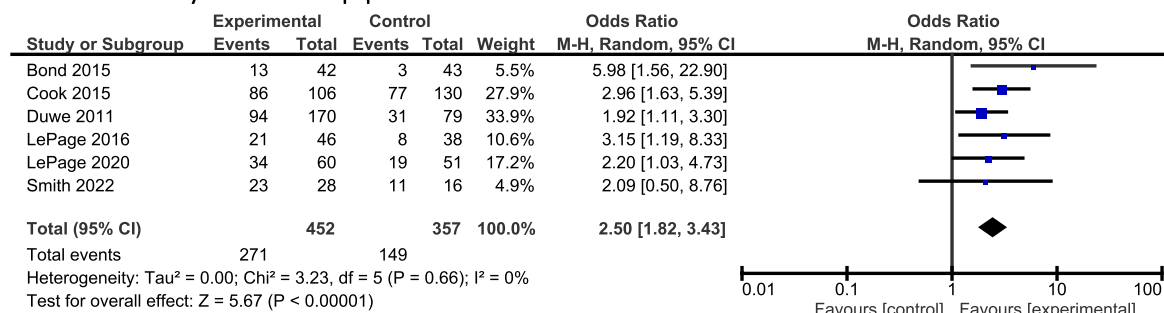 Experimental Control Odds Ratio Odds Ratio
Study or Subgroup Events Total Events Total Weight M-H, Random, 95% CI M-H, Random, 95% CI
Bond 2015 13 42 3 43 5.5% 5.98 [1.56, 22.90]
Cook 2015 86 106 77 130 27.9% 2.96 [1.63, 5.39]
Duwe 2011 94 170 31 79 33.9% 1.92 [1.11, 3.30]
LePage 2016 21 46 8 38 10.6% 3.15 [1.19, 8.33]
LePage 2020 34 60 19 51 17.2% 2.20 [1.03, 4.73]
Smith 2022 23 28 11 16 4.9% 2.09 [0.50, 8.76]
Total (95% CI) 452 357 100.0% 2.50 [1.82, 3.43]
Total events 271 149
Heterogeneity: Tau² = 0.00; Chi² = 3.23, df = 5 (P = 0.66); I² = 0%
Test for overall effect: Z = 5.67 (P < 0.00001)
0.01 0.1 1 10 100
Favours [control] Favours [experimental]